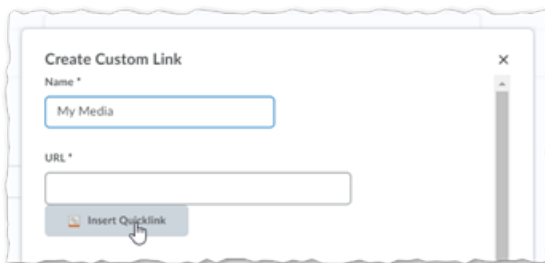 Create Custom Link
Name *
My Media
URL *
Insert Quicklink